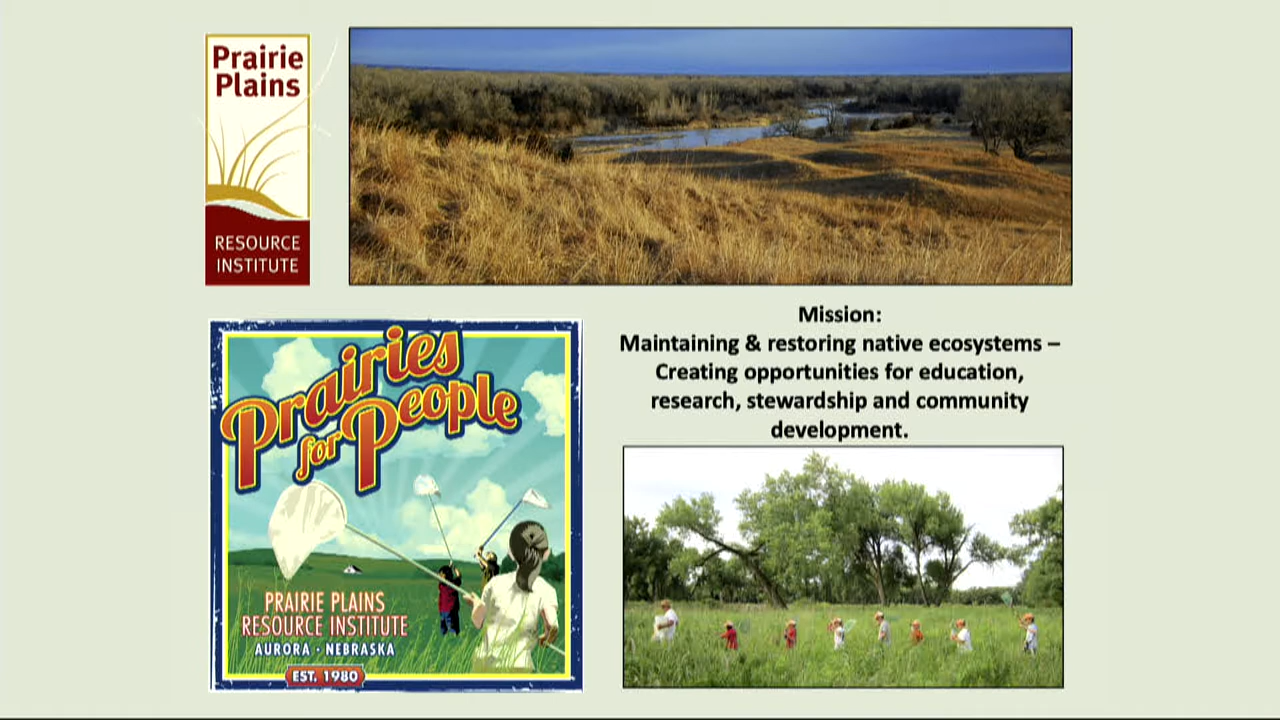 Prairie
Plains
RESOURCE
INSTITUTE
Mission:
Maintaining & restoring native ecosystems –
Creating opportunities for education,
research, stewardship and community
development.
Prairies
for People
PRAIRIE PLAINS
RESOURCE INSTITUTE
AURORA · NEBRASKA
EST. 1980